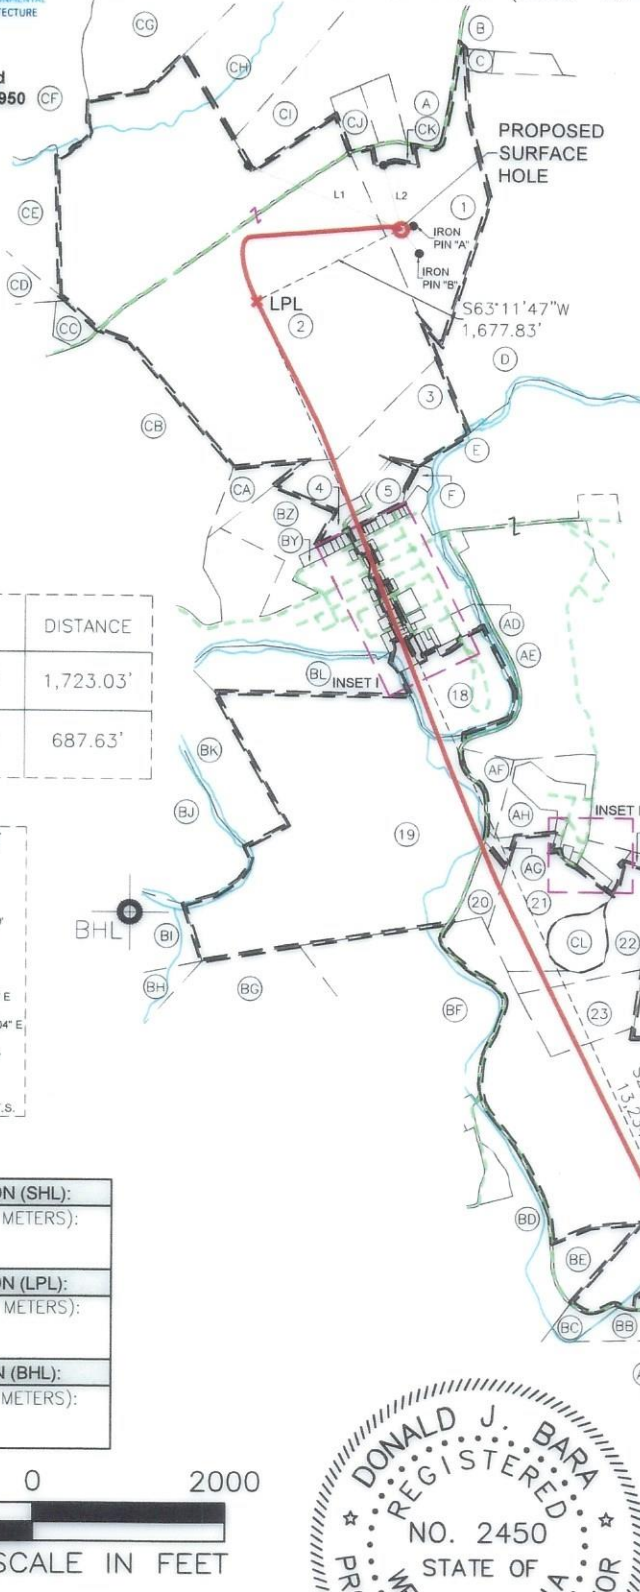 TECTURE
950
CG
CH
CF
CI
CJ
A
CK
B
C
PROPOSED
SURFACE
HOLE
L1
L2
1
CE
IRON
PIN "A"
IRON
PIN "B"
CD
CC
LPL
2
S63°11'47"W
1,677.83'
D
3
CB
E
CA
4
5
F
BZ
BY
DISTANCE
1,723.03'
687.63'
AD
AE
BL
INSET I
18
BK
AF
BJ
AH
INSET
19
AG
20
21
BHL
BI
CL
22
BH
BG
BF
23
E
04" E
T.S.
ON (SHL):
METERS):
BD
BE
ON (LPL):
METERS):
BC
BB
N (BHL):
METERS):
0 2000
SCALE IN FEET
DONALD J. BARA
REGISTERED
NO. 2450
STATE OF